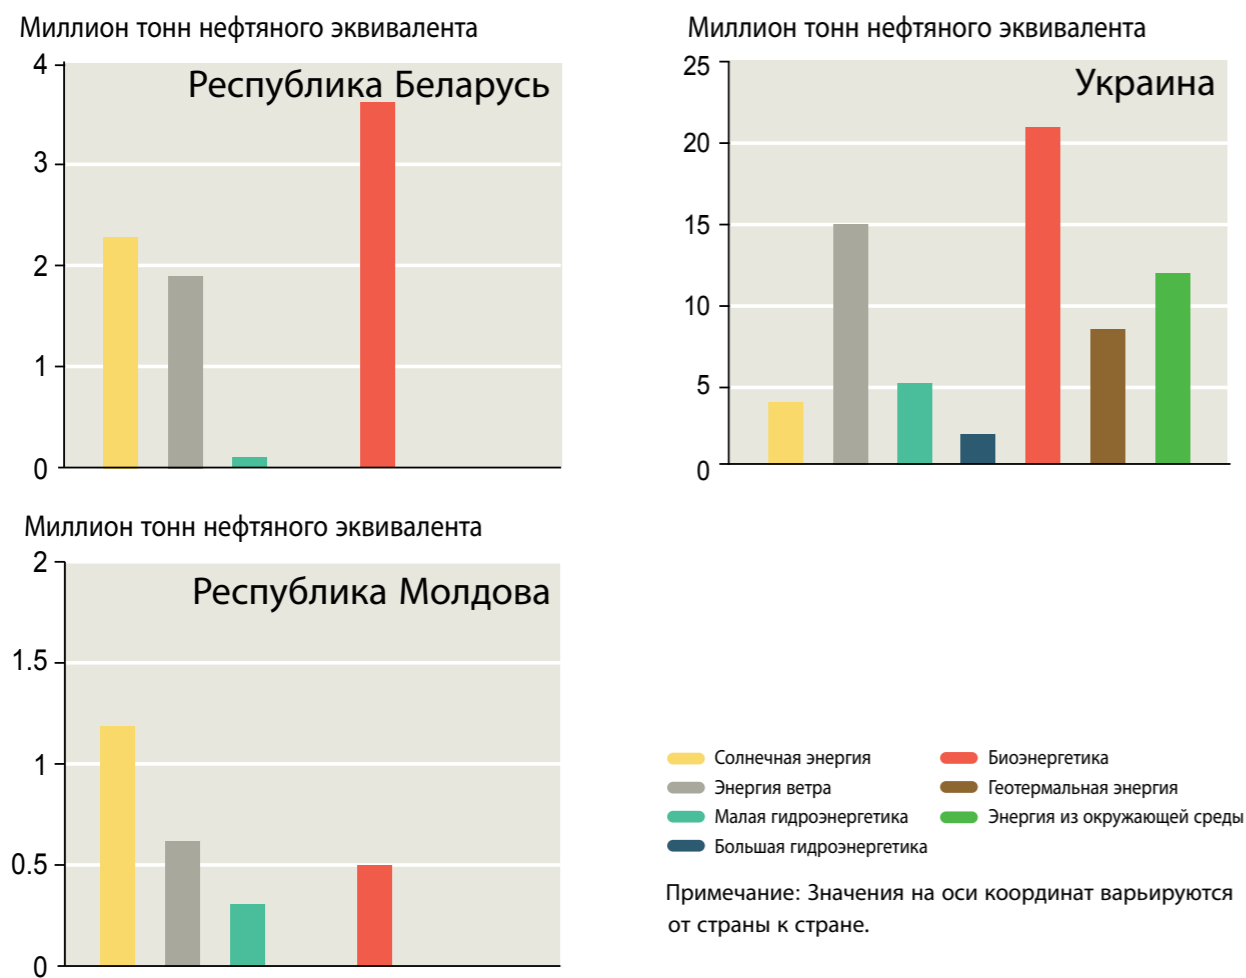 Миллион тонн нефтяного эквивалента
Республика Беларусь
4
3
2
1
0
Миллион тонн нефтяного эквивалента
Украина
25
20
15
10
5
0
Миллион тонн нефтяного эквивалента
Республика Молдова
2
1.5
1
0.5
0
Солнечная энергия
Энергия ветра
Малая гидроэнергетика
Большая гидроэнергетика
Биоэнергетика
Геотермальная энергия
Энергия из окружающей среды
Примечание: Значения на оси координат варьируются
от страны к стране.